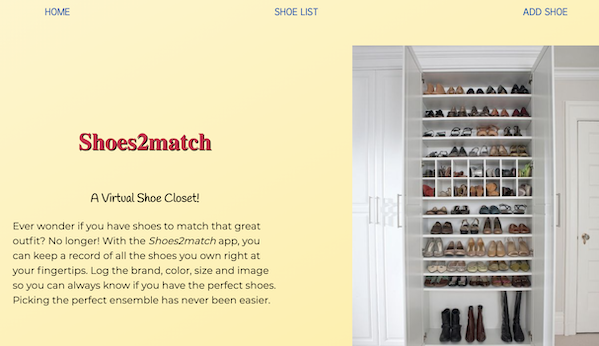 HOME
SHOE LIST
ADD SHOE
Shoes2match
A Virtual Shoe Closet!
Ever wonder if you have shoes to match that great
outfit? No longer! With the Shoes2match app, you
can keep a record of all the shoes you own right at
your fingertips. Log the brand, color, size and image
so you can always know if you have the perfect shoes.
Picking the perfect ensemble has never been easier.